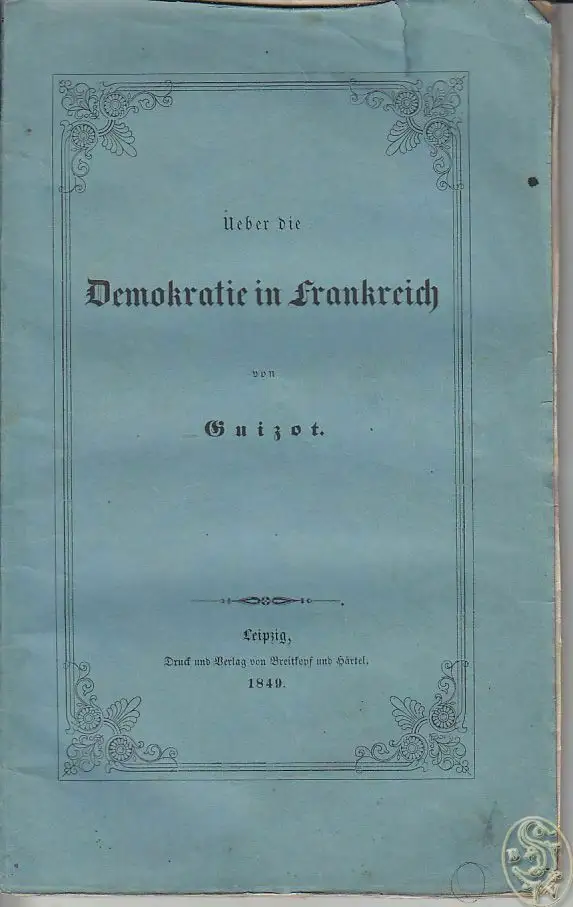 Ueber die
Demokratie in Frankreich
von
Guizot.
Leipzig,
Druck und Verlag von Breitkopf und Härtel.
1849.